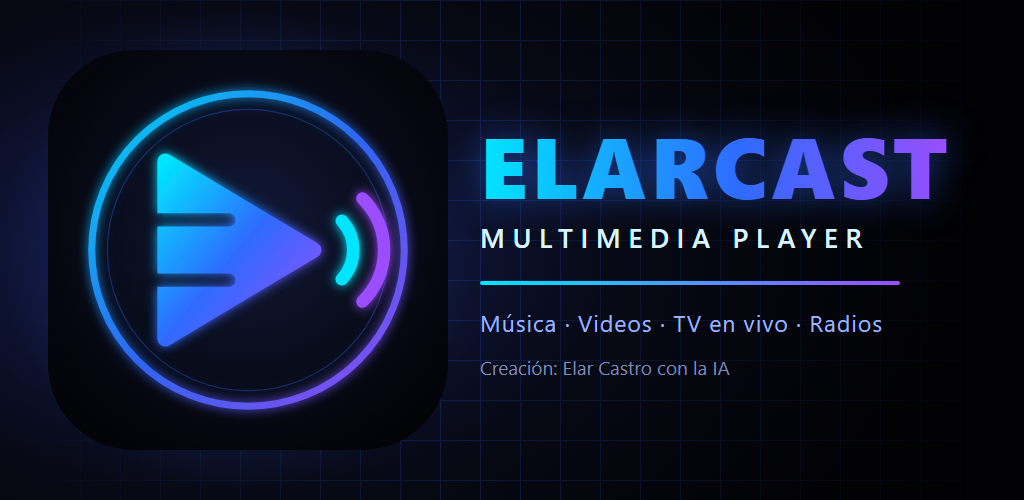 ELARCAST
MULTIMEDIA PLAYER
Música · Videos · TV en vivo · Radios
Creación: Elar Castro con la IA